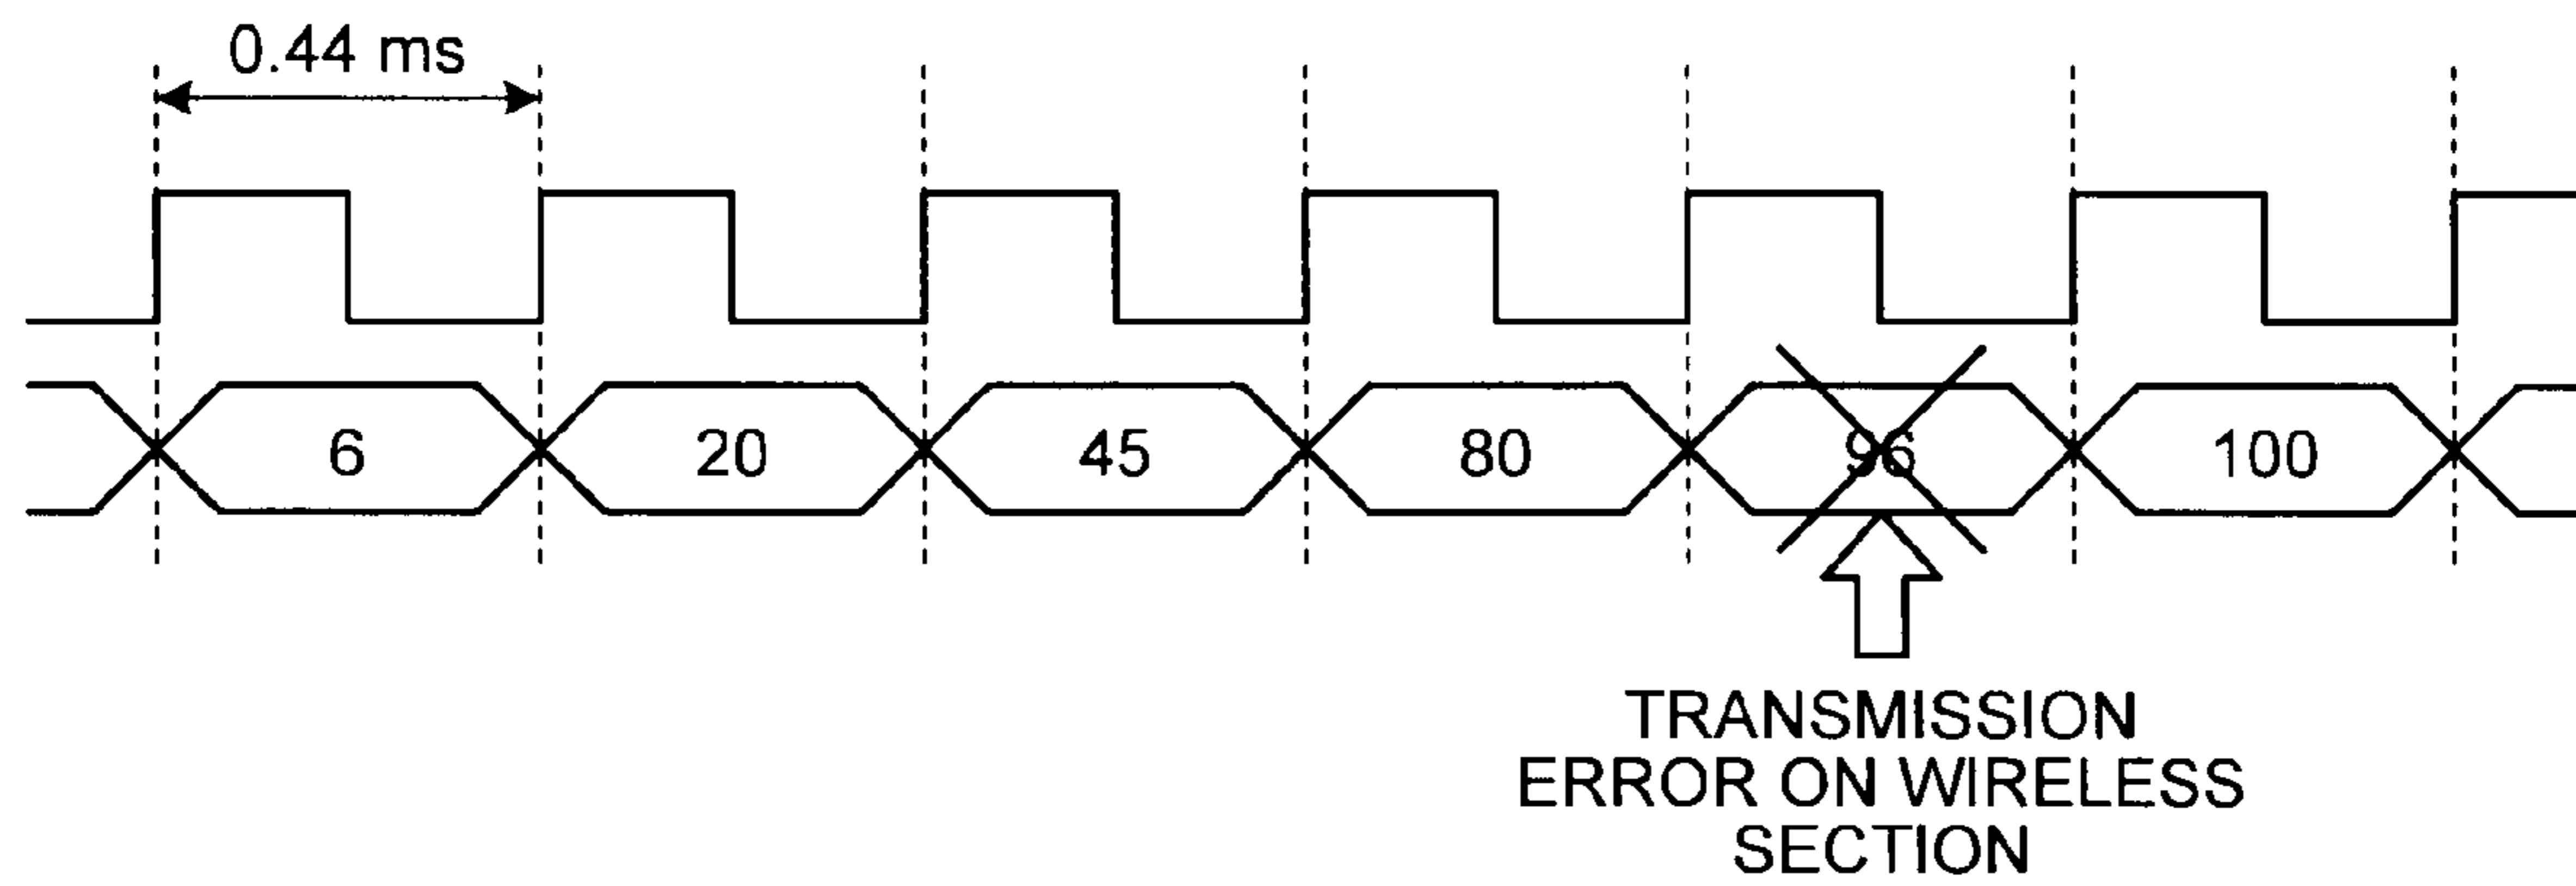 0.44 ms
6 20 45 80 96 100
TRANSMISSION
ERROR ON WIRELESS
SECTION